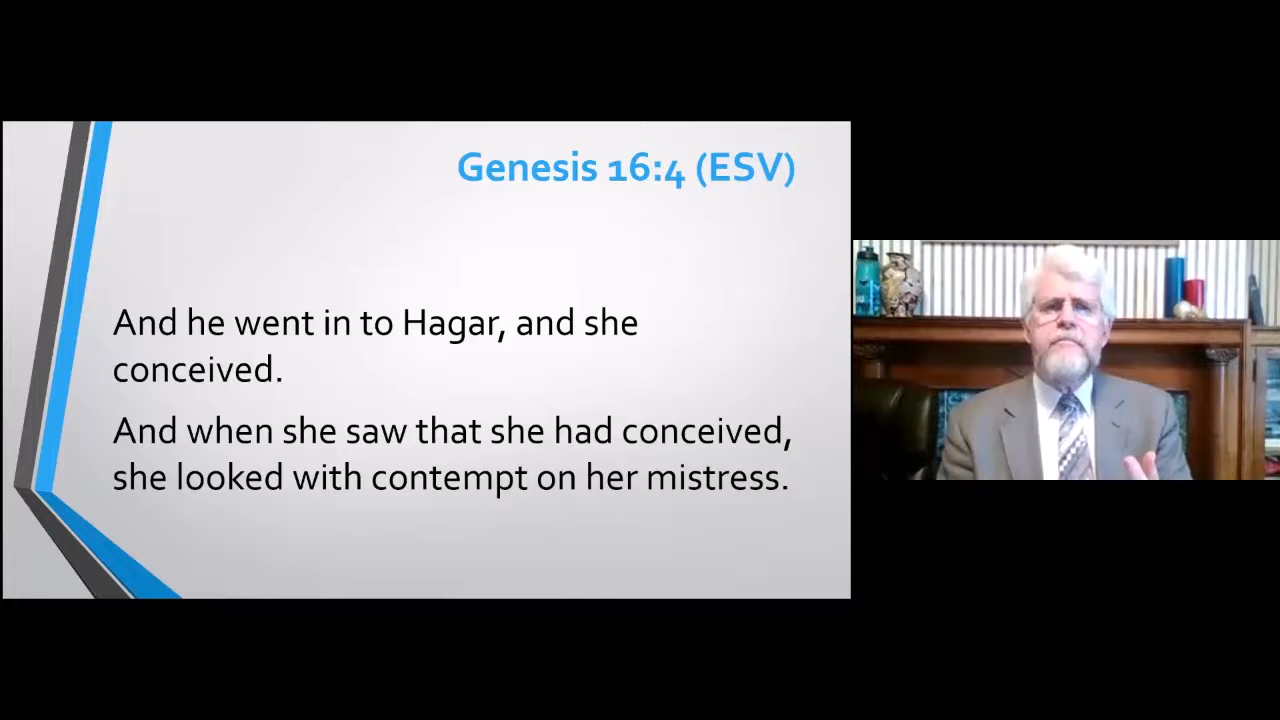 Genesis 16:4 (ESV)
And he went in to Hagar, and she
conceived.
And when she saw that she had conceived,
she looked with contempt on her mistress.